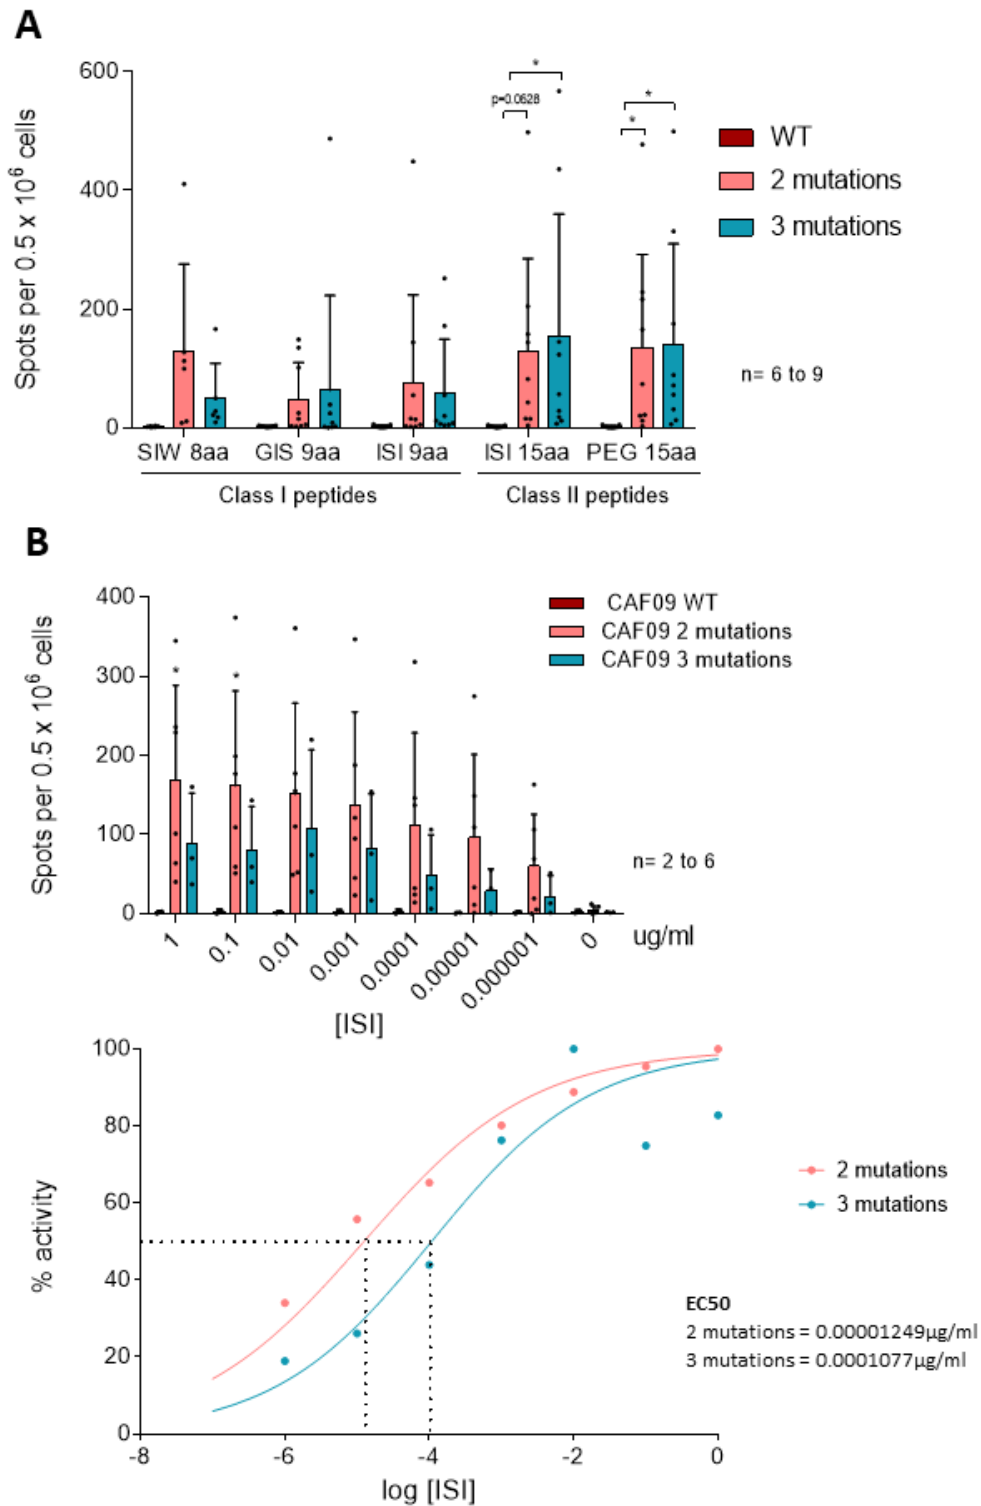 A
600
400
200
0
Spots per 0.5 x 10⁶ cells
p=0.0628
*
*
*
WT
2 mutations
3 mutations
n= 6 to 9
SIW 8aa GIS 9aa ISI 9aa ISI 15aa PEG 15aa
Class I peptides Class II peptides
B
400
300
200
100
0
Spots per 0.5 x 10⁶ cells
*
*
CAF09 WT
CAF09 2 mutations
CAF09 3 mutations
n= 2 to 6
1 0.1 0.01 0.001 0.0001 0.00001 0.000001 0 ug/ml
[ISI]
100
80
60
40
20
0
% activity
2 mutations
3 mutations
EC50
2 mutations = 0.00001249µg/ml
3 mutations = 0.0001077µg/ml
-8 -6 -4 -2 0
log [ISI]